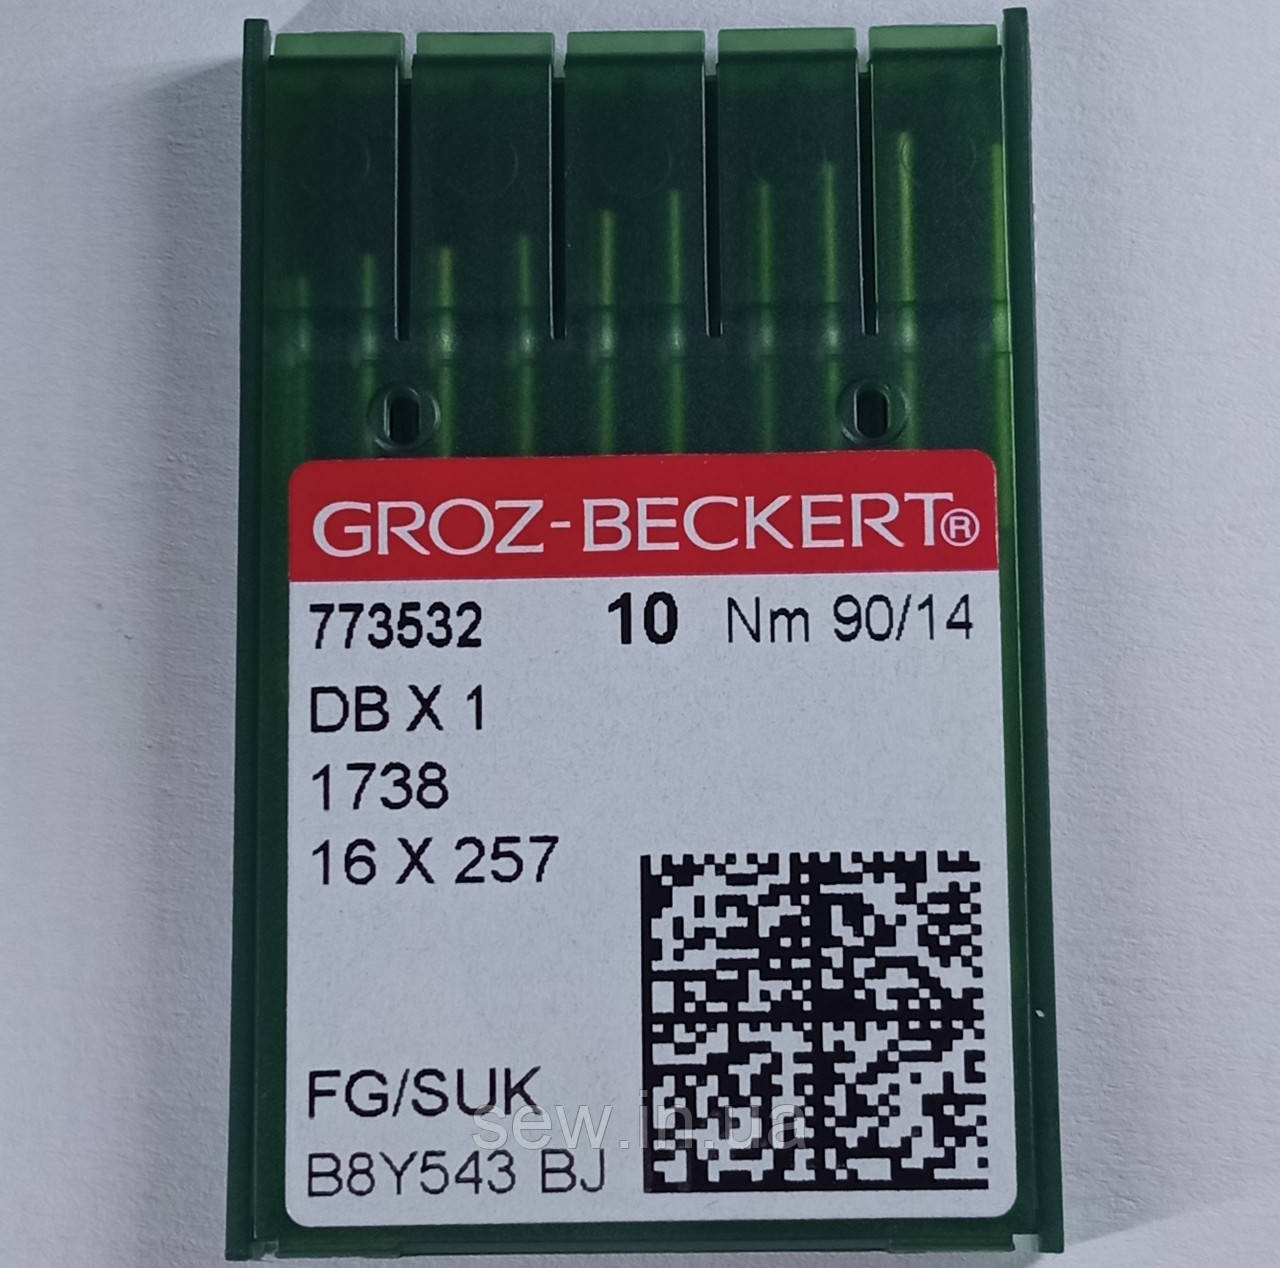 GROZ-BECKERT®
773532 10 Nm 90/14
DB X 1
1738
16 X 257
FG/SUK
sew.in.ua
B8Y543 BJ